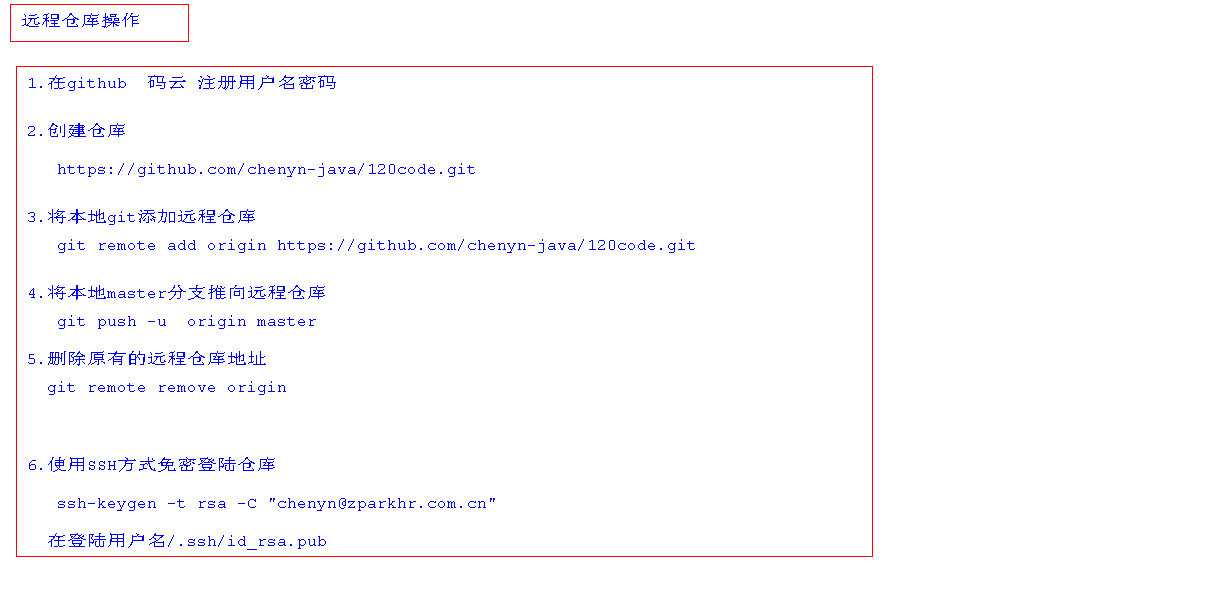 远程仓库操作
1.在github 码云 注册用户名密码
2.创建仓库
https://github.com/chenyn-java/120code.git
3.将本地git添加远程仓库
git remote add origin https://github.com/chenyn-java/120code.git
4.将本地master分支推向远程仓库
git push -u origin master
5.删除原有的远程仓库地址
git remote remove origin
6.使用SSH方式免密登陆仓库
ssh-keygen -t rsa -C "chenyn@zparkhr.com.cn"
在登陆用户名/.ssh/id_rsa.pub